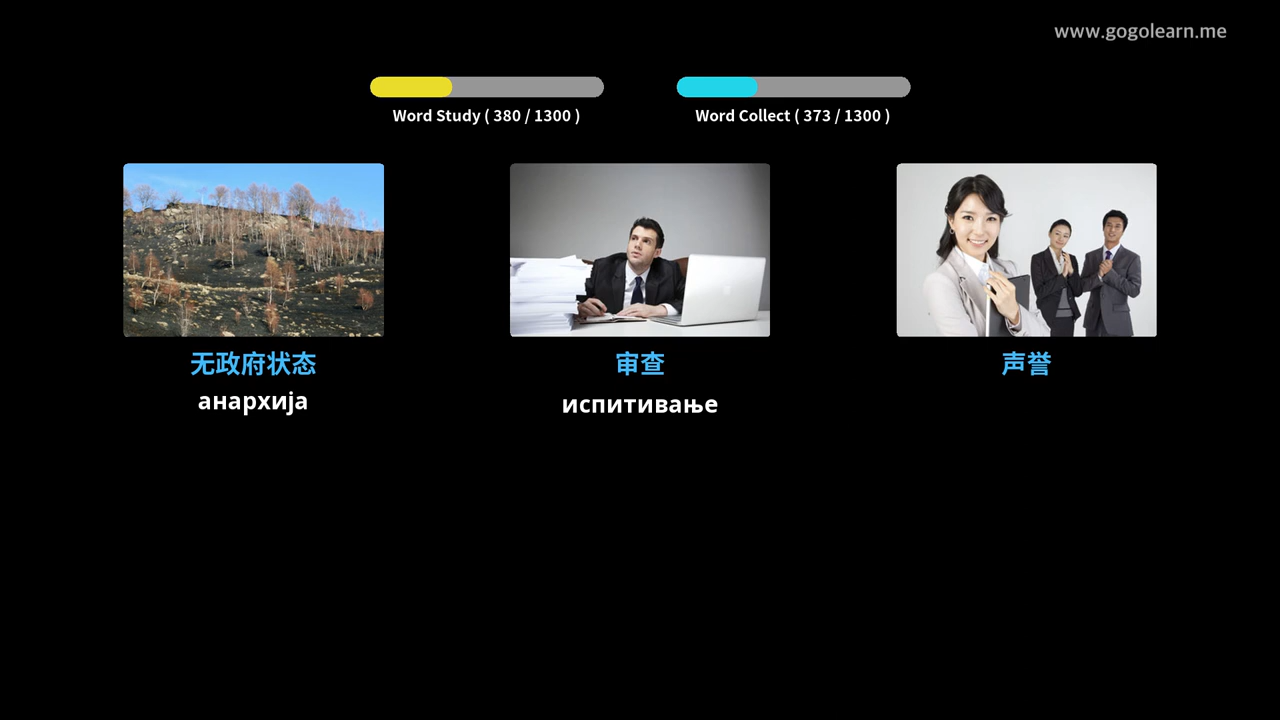 www.gogolearn.me
Word Study ( 380 / 1300 )
Word Collect ( 373 / 1300 )
无政府状态
анархија
审查
испитивање
声誉